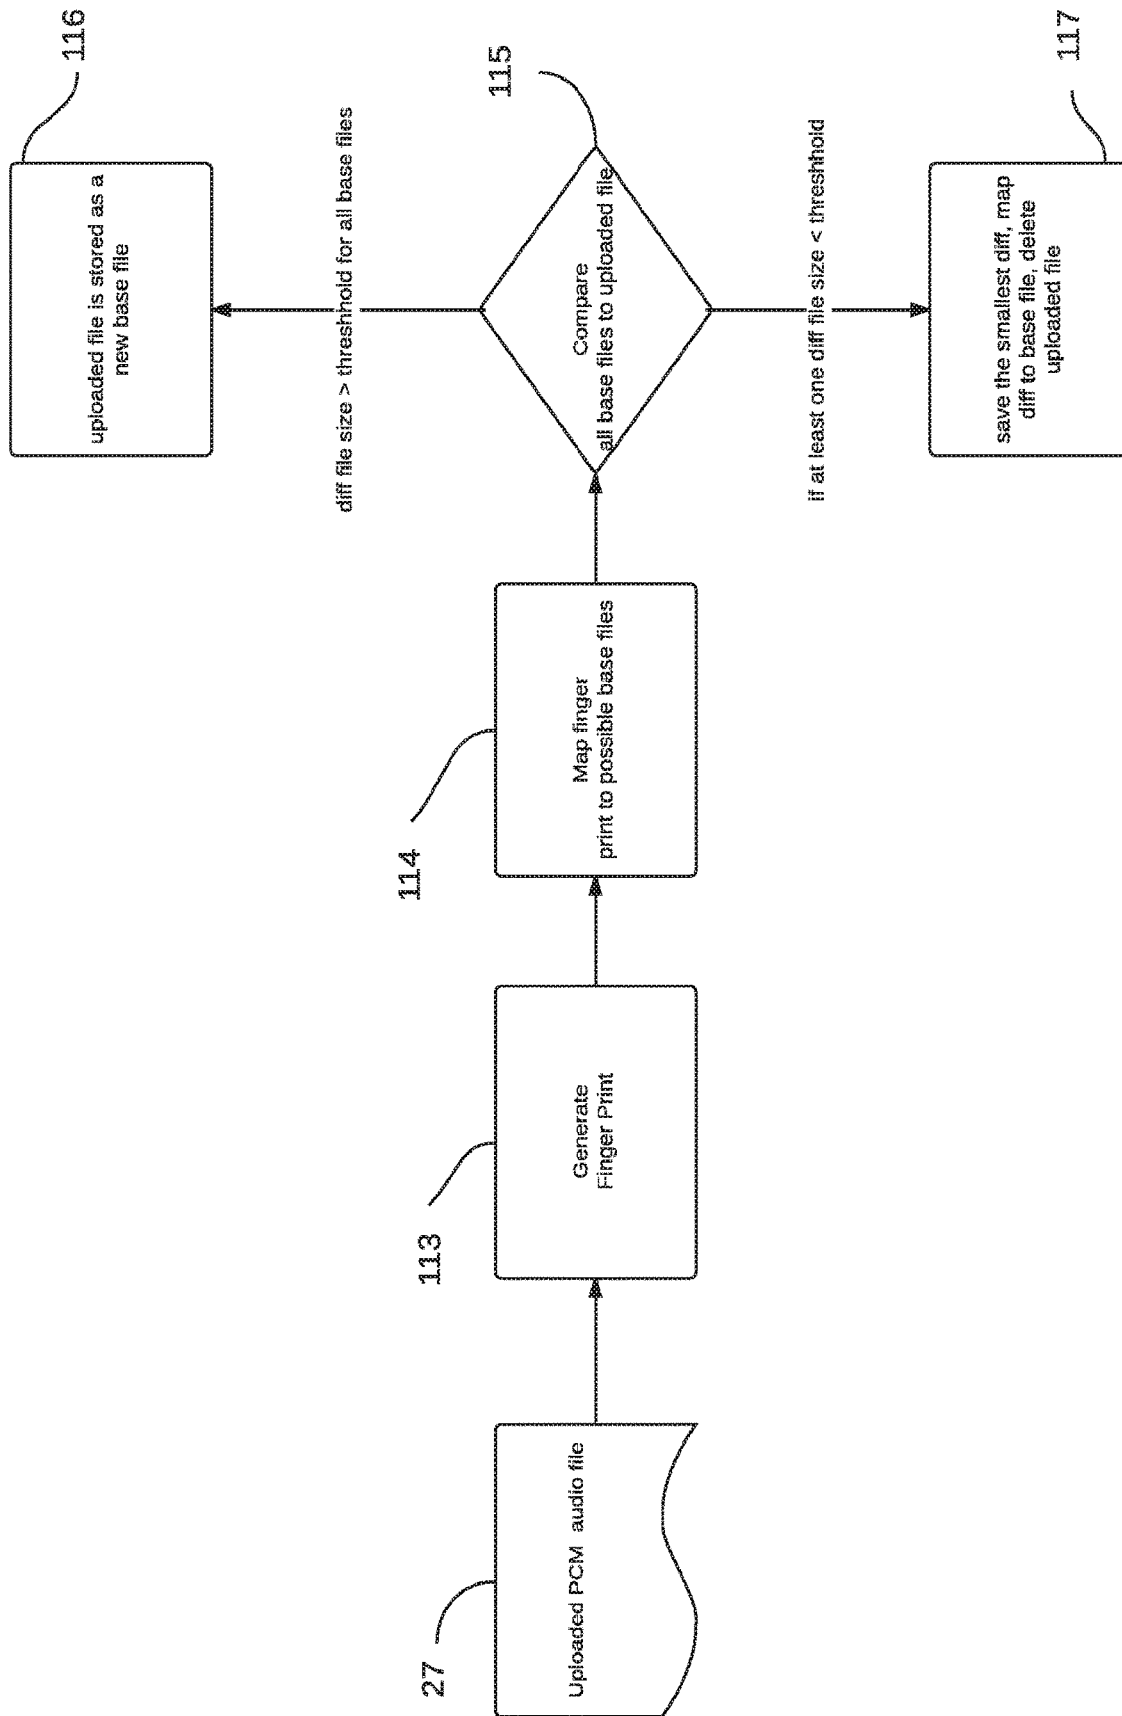 27
Uploaded PCM audio file
113
Generate
Finger Print
114
Map finger
print to possible base files
115
Compare
all base files to uploaded file
diff file size > threshhold for all base files
116
uploaded file is stored as a
new base file
if at least one diff file size < threshhold
117
save the smallest diff, map
diff to base file, delete
uploaded file